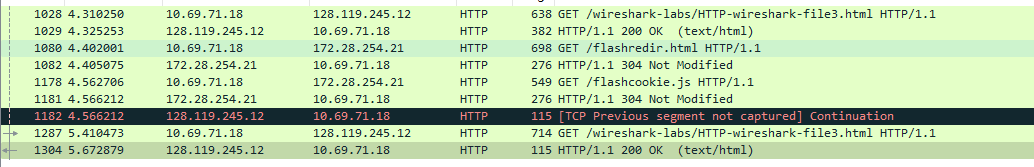 1028 4.310250 10.69.71.18 128.119.245.12 HTTP 638 GET /wireshark-labs/HTTP-wireshark-file3.html HTTP/1.1
1029 4.325253 128.119.245.12 10.69.71.18 HTTP 382 HTTP/1.1 200 OK (text/html)
1080 4.402001 10.69.71.18 172.28.254.21 HTTP 698 GET /flashredir.html HTTP/1.1
1082 4.405075 172.28.254.21 10.69.71.18 HTTP 276 HTTP/1.1 304 Not Modified
1178 4.562706 10.69.71.18 172.28.254.21 HTTP 549 GET /flashcookie.js HTTP/1.1
1181 4.566212 172.28.254.21 10.69.71.18 HTTP 276 HTTP/1.1 304 Not Modified
1182 4.566212 128.119.245.12 10.69.71.18 HTTP 115 [TCP Previous segment not captured] Continuation
1287 5.410473 10.69.71.18 128.119.245.12 HTTP 714 GET /wireshark-labs/HTTP-wireshark-file3.html HTTP/1.1
1304 5.672879 128.119.245.12 10.69.71.18 HTTP 115 HTTP/1.1 200 OK (text/html)